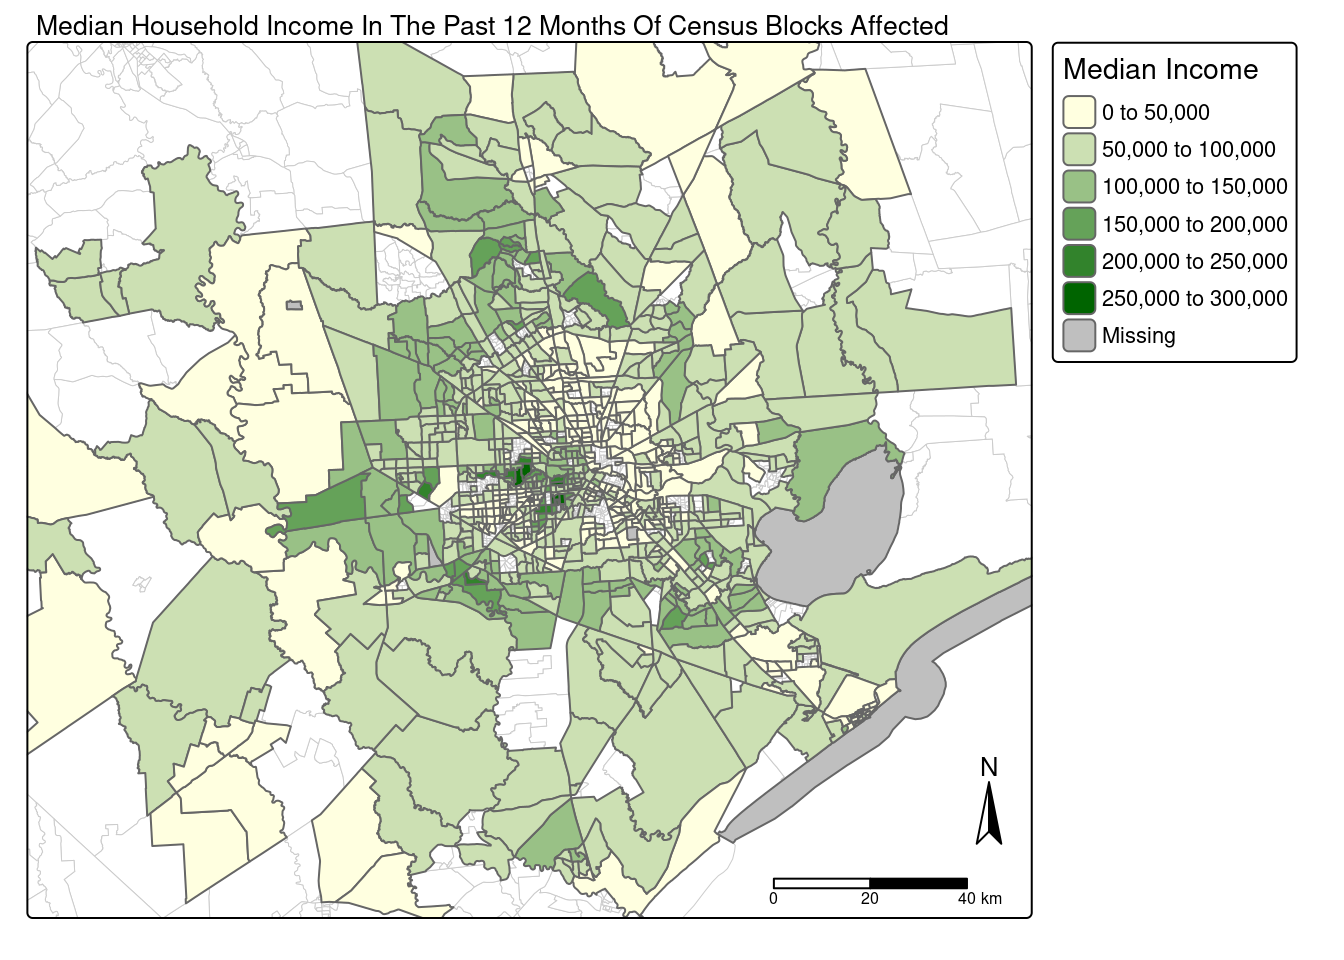 Median Household Income In The Past 12 Months Of Census Blocks Affected
Median Income
0 to 50,000
50,000 to 100,000
100,000 to 150,000
150,000 to 200,000
200,000 to 250,000
250,000 to 300,000
Missing
N
0 20 40 km